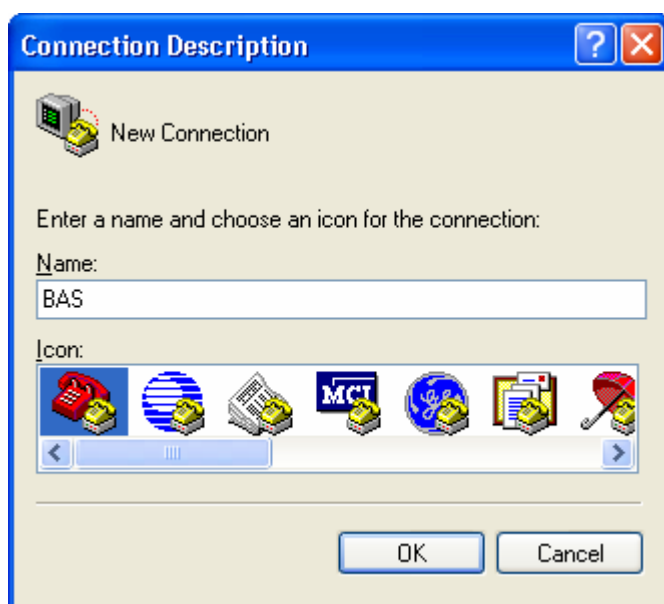 Connection Description
New Connection
Enter a name and choose an icon for the connection:
Name:
BAS
Icon:
MCI
OK Cancel